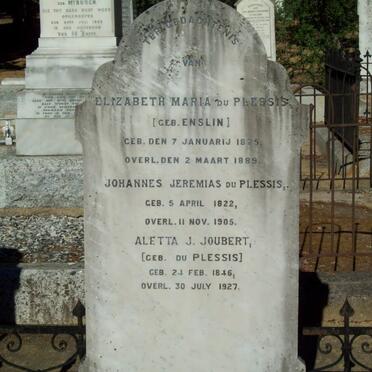 TER GEDACHTENIS
VAN
ELIZABETH MARIA DU PLESSIS
[GEB. ENSLIN]
GEB. DEN 7 JANUARIJ 1825,
OVERL. DEN 2 MAART 1889.
JOHANNES JEREMIAS DU PLESSIS,
GEB. 5 APRIL 1822,
OVERL. 11 NOV. 1905.
ALETTA J. JOUBERT,
[GEB. DU PLESSIS]
GEB. 23 FEB. 1846,
OVERL. 30 JULY 1927.